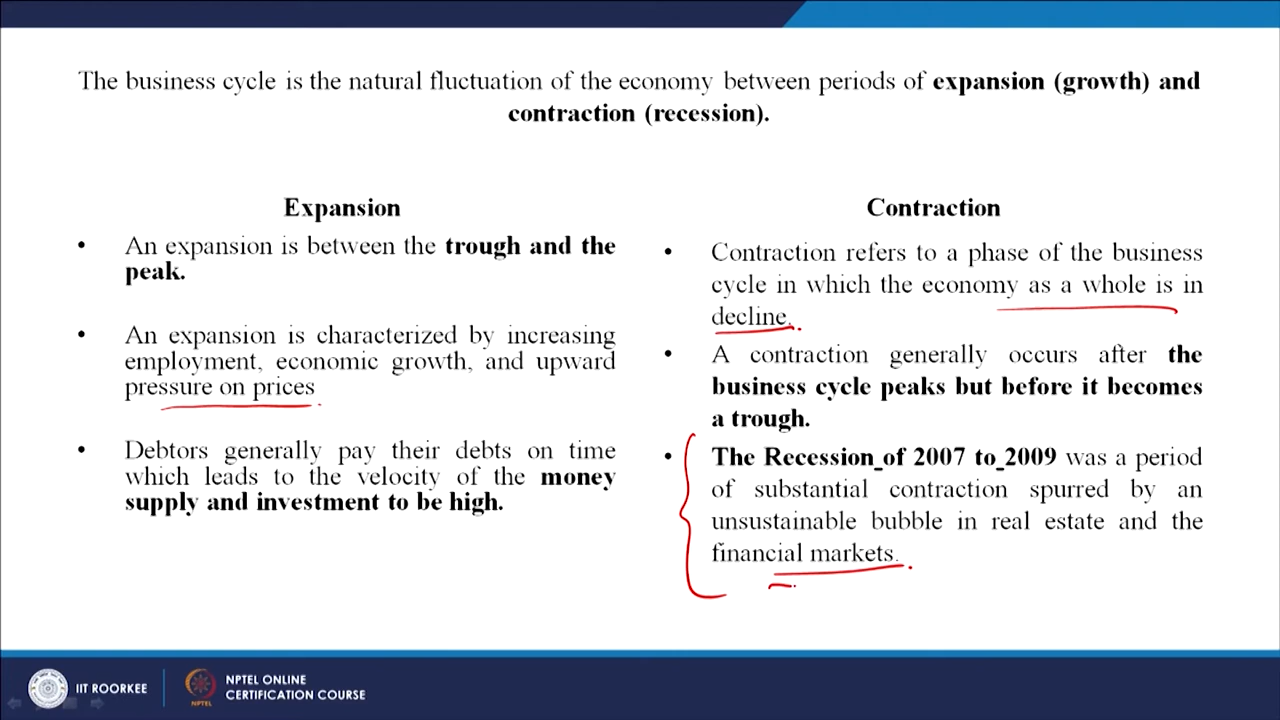 The business cycle is the natural fluctuation of the economy between periods of expansion (growth) and
contraction (recession).
Expansion
• An expansion is between the trough and the
peak.
• An expansion is characterized by increasing
employment, economic growth, and upward
pressure on prices
• Debtors generally pay their debts on time
which leads to the velocity of the money
supply and investment to be high.
Contraction
• Contraction refers to a phase of the business
cycle in which the economy as a whole is in
decline.
• A contraction generally occurs after the
business cycle peaks but before it becomes
a trough.
• The Recession of 2007 to 2009 was a period
of substantial contraction spurred by an
unsustainable bubble in real estate and the
financial markets.
IIT ROORKEE
NPTEL ONLINE
CERTIFICATION COURSE
NPTEL